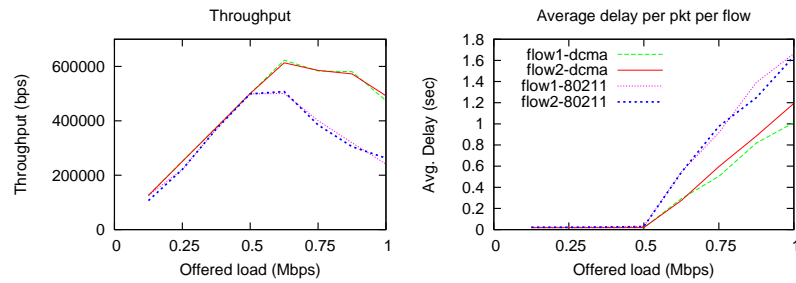 Throughput
Throughput (bps)
600000
400000
200000
0
0
0.25
0.5
0.75
1
Offered load (Mbps)
Average delay per pkt per flow
Avg. Delay (sec)
1.8
1.6
1.4
1.2
1
0.8
0.6
0.4
0.2
0
flow1-dcma
flow2-dcma
flow1-80211
flow2-80211
0
0.25
0.5
0.75
1
Offered load (Mbps)